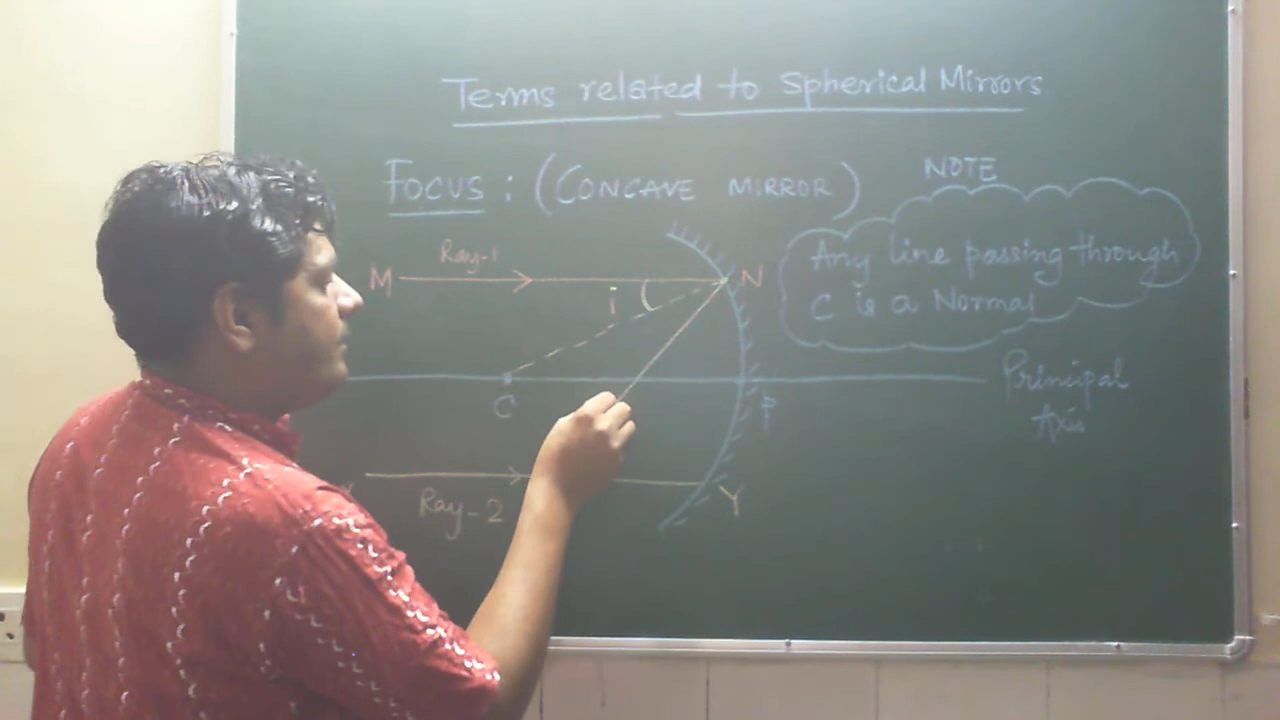 Terms related to Spherical Mirrors
FOCUS : (CONCAVE MIRROR)
NOTE
Any line passing through
C is a Normal
M
Ray-1
N
i
C
P
Principal
Axis
Ray-2
Y